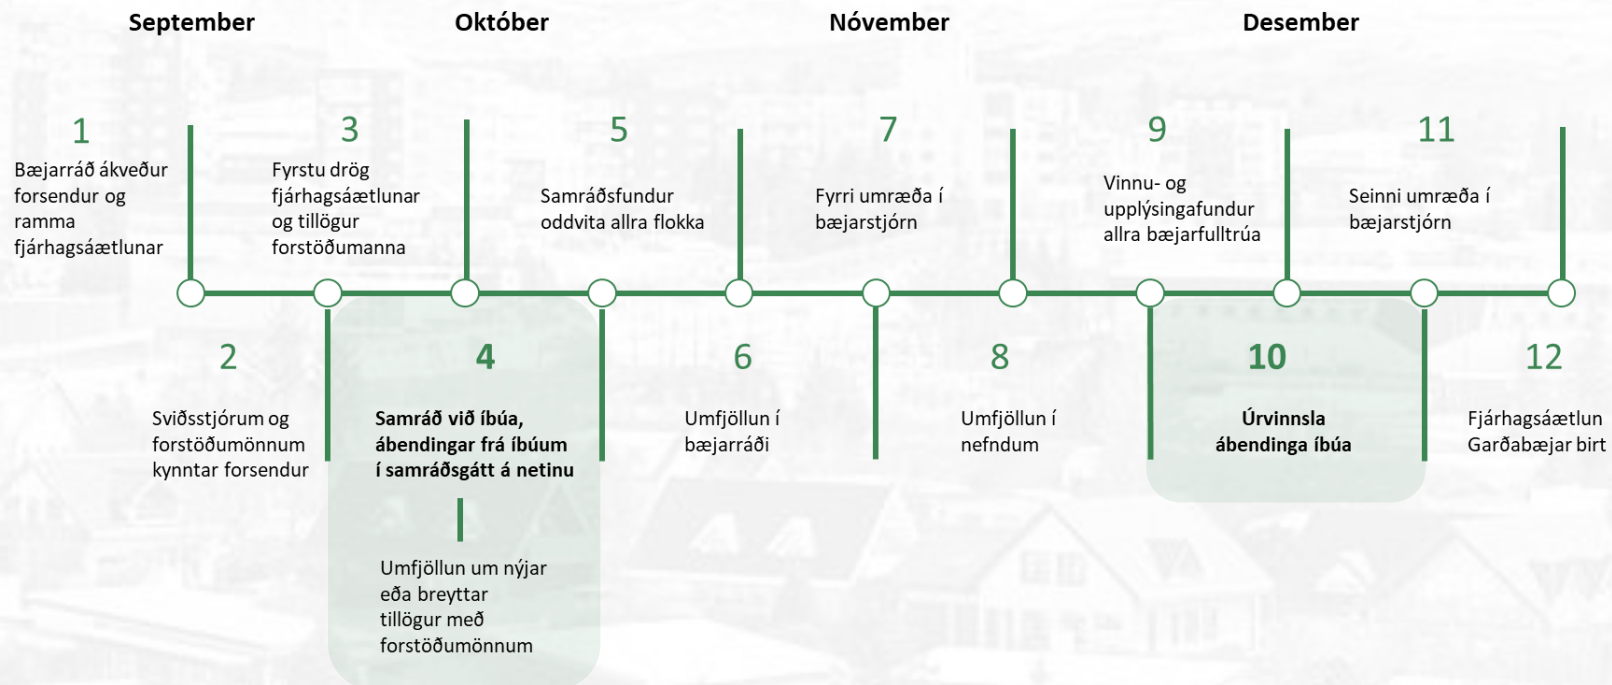 September
Október
Nóvember
Desember
1
Bæjarráð ákveður
forsendur og
ramma
fjárhagsáætlunar
2
Sviðsstjórum og
forstöðumönnum
kynntar forsendur
3
Fyrstu drög
fjárhagsáætlunar
og tillögur
forstöðumanna
4
Samráð við íbúa,
ábendingar frá íbúum
í samráðsgátt á netinu
Umfjöllun um nýjar
eða breyttar
tillögur með
forstöðumönnum
5
Samráðsfundur
oddvita allra flokka
6
Umfjöllun í
bæjarráði
7
Fyrri umræða í
bæjarstjórn
8
Umfjöllun í
nefndum
9
Vinnu- og
upplýsingafundur
allra bæjarfulltrúa
10
Úrvinnsla
ábendinga íbúa
11
Seinni umræða í
bæjarstjórn
12
Fjárhagsáætlun
Garðabæjar birt